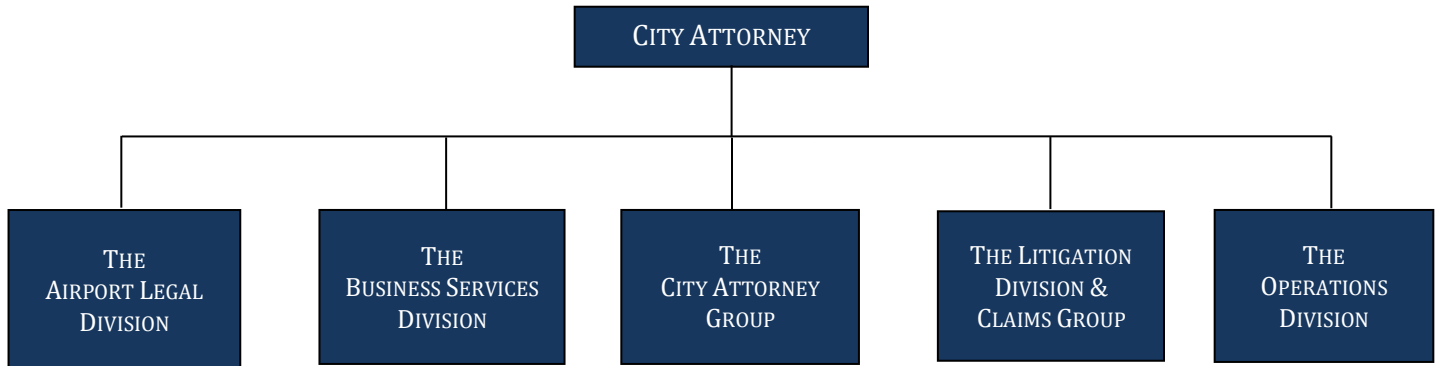 CITY ATTORNEY
THE
AIRPORT LEGAL
DIVISION
THE
BUSINESS SERVICES
DIVISION
THE
CITY ATTORNEY
GROUP
THE LITIGATION
DIVISION &
CLAIMS GROUP
THE
OPERATIONS
DIVISION